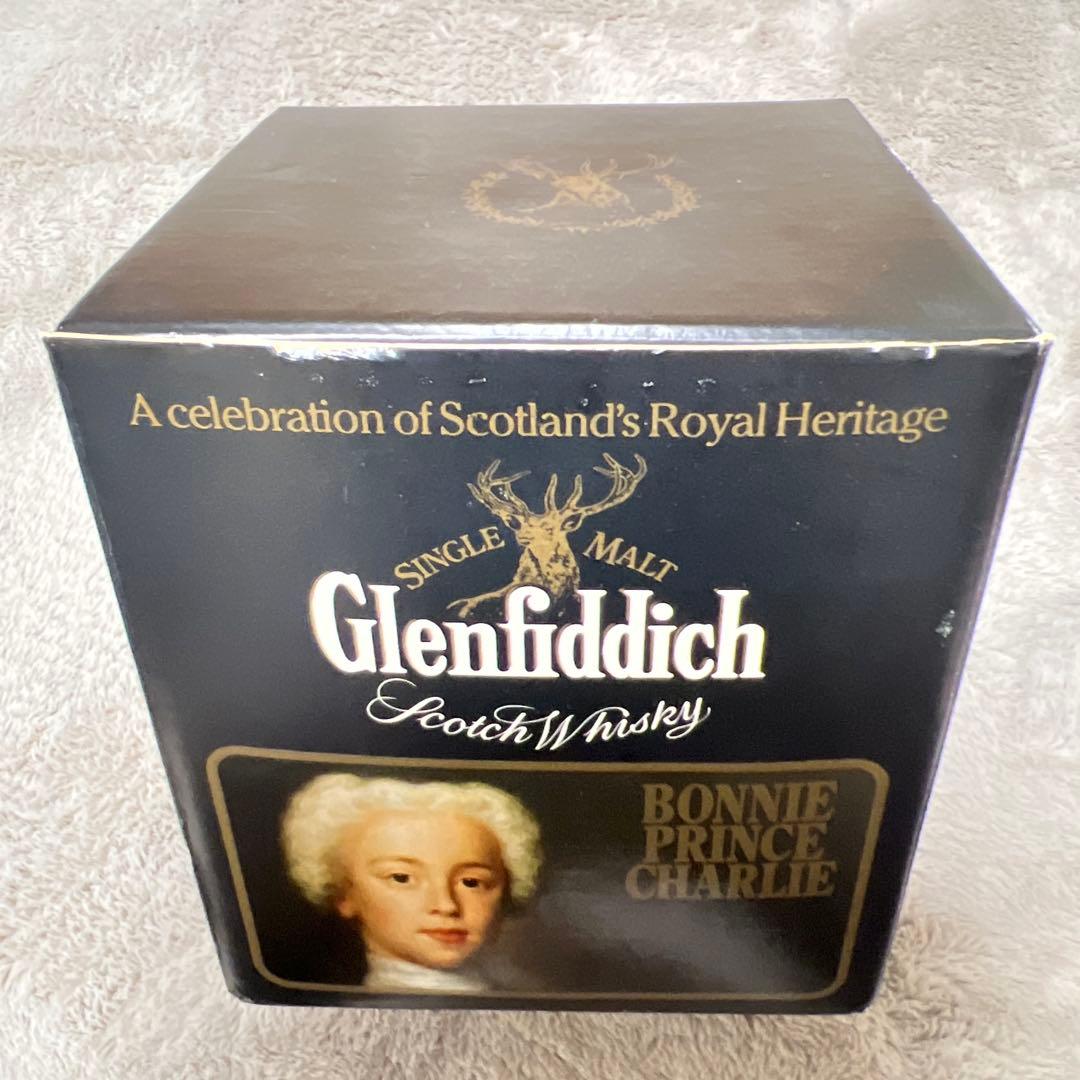 A celebration of Scotland's Royal Heritage
SINGLE MALT
Glenfiddich
Scotch Whisky
BONNIE
PRINCE
CHARLIE